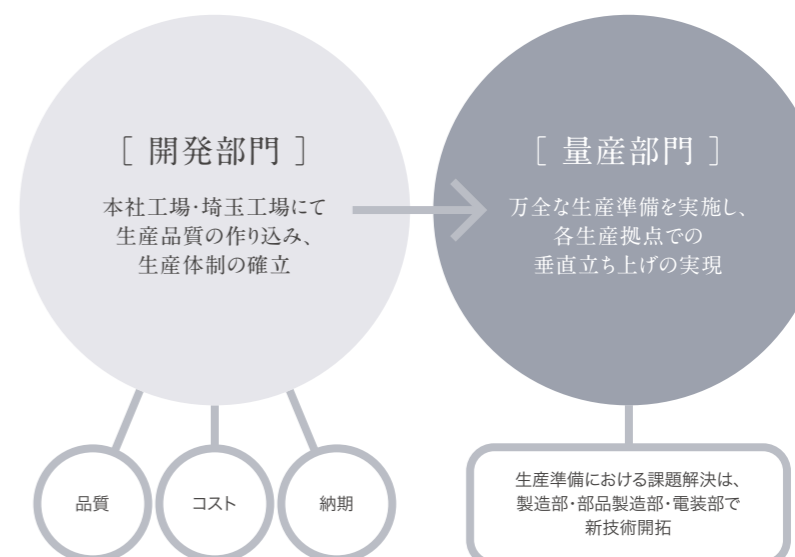 [ 開発部門 ]
本社工場・埼玉工場にて
生産品質の作り込み、
生産体制の確立
[ 量産部門 ]
万全な生産準備を実施し、
各生産拠点での
垂直立ち上げの実現
品質
コスト
納期
生産準備における課題解決は、
製造部・部品製造部・電装部で
新技術開拓